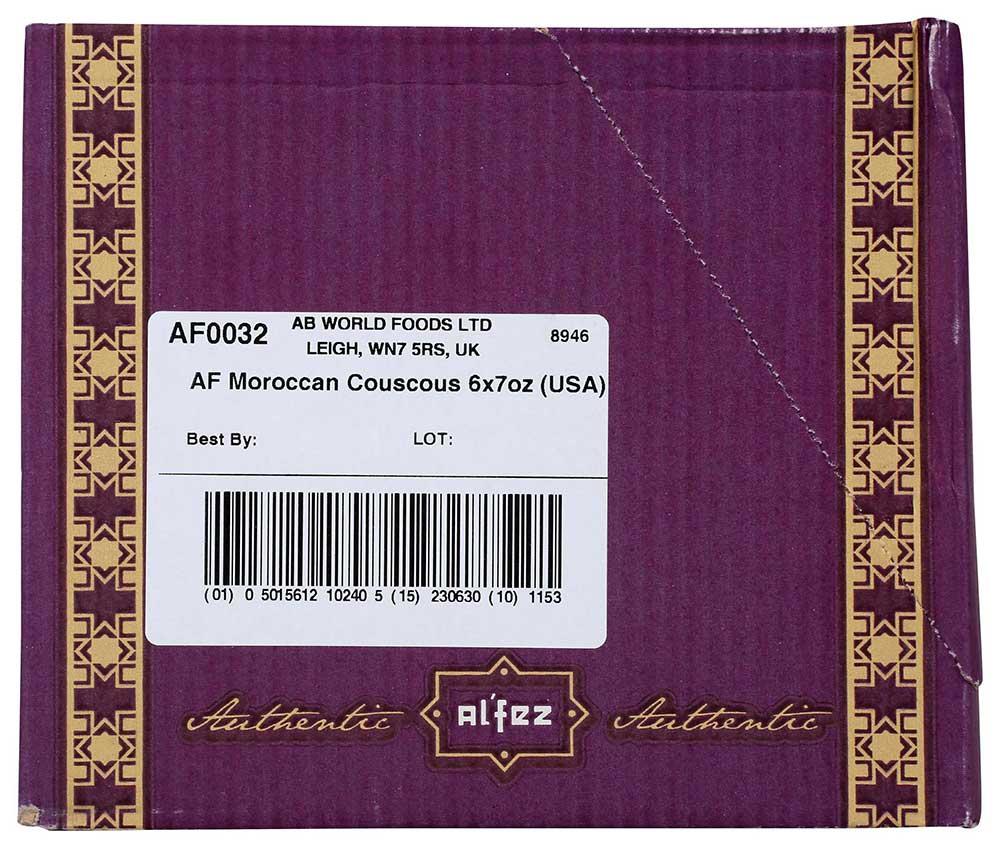 AF0032 AB WORLD FOODS LTD 8946
LEIGH, WN7 5RS, UK
AF Moroccan Couscous 6x7oz (USA)
Best By: LOT:
(01) 0 5015612 10240 5 (15) 230630 (10) 1153
Authentic Al'fez Authentic